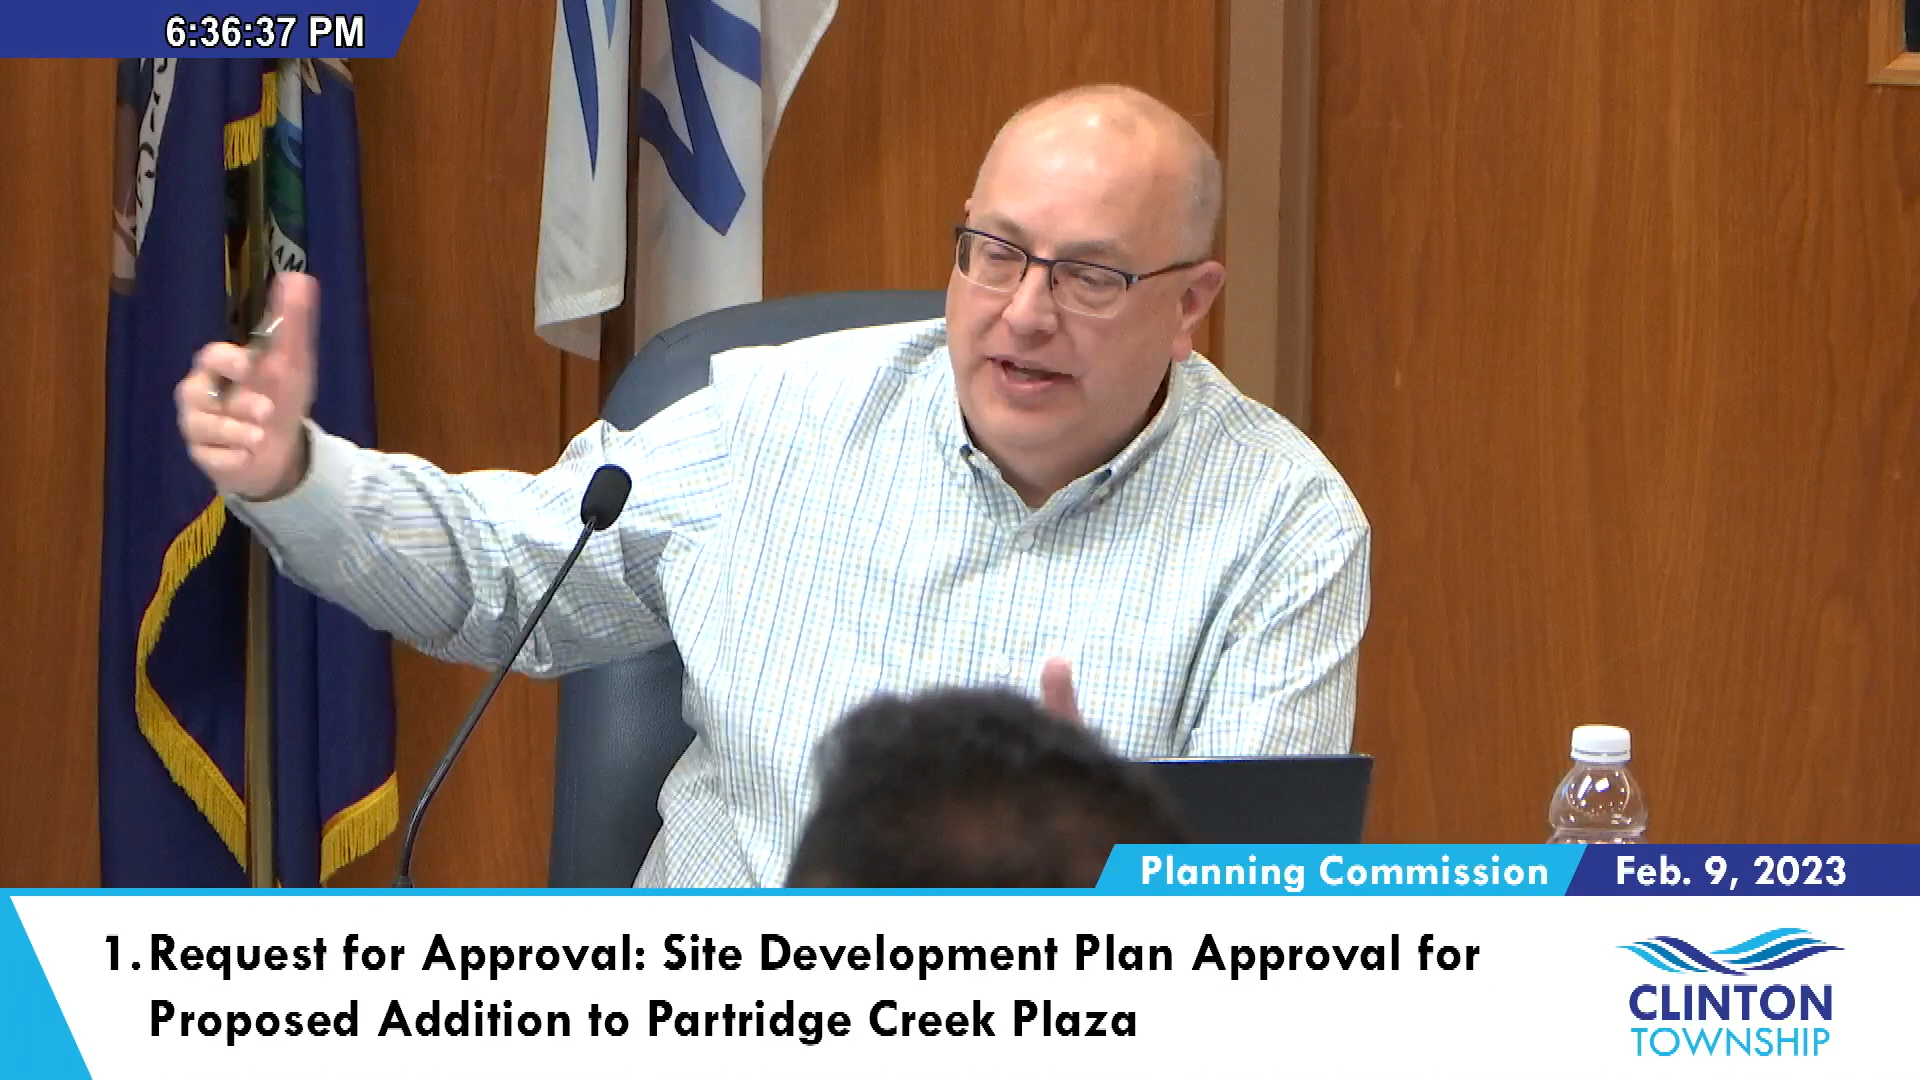 6:36:37 PM
AM
Planning Commission
Feb. 9, 2023
1. Request for Approval: Site Development Plan Approval for
Proposed Addition to Partridge Creek Plaza
CLINTON
TOWNSHIP